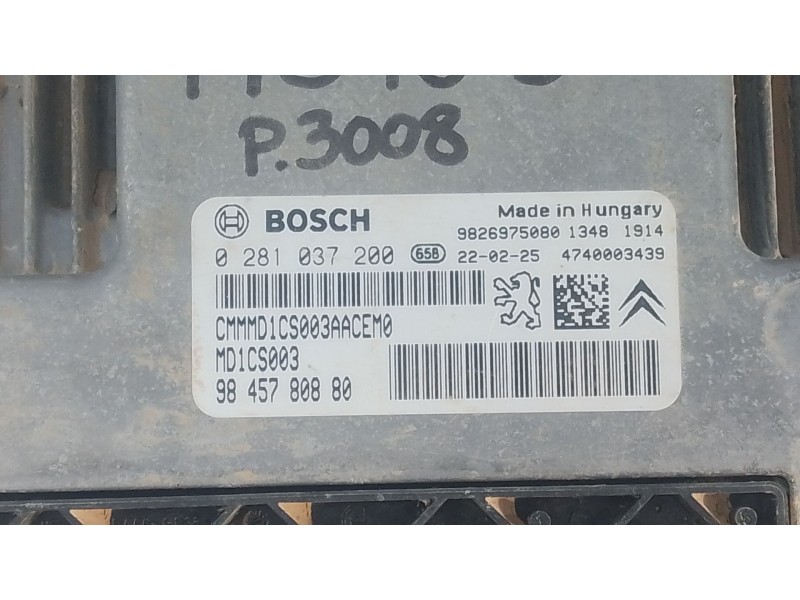 P.3008
BOSCH
Made in Hungary
9826975080 1348 1914
0 281 037 200 65B 22-02-25 4740003439
CMMMD1CS003AACEM0
MD1CS003
98 457 808 80